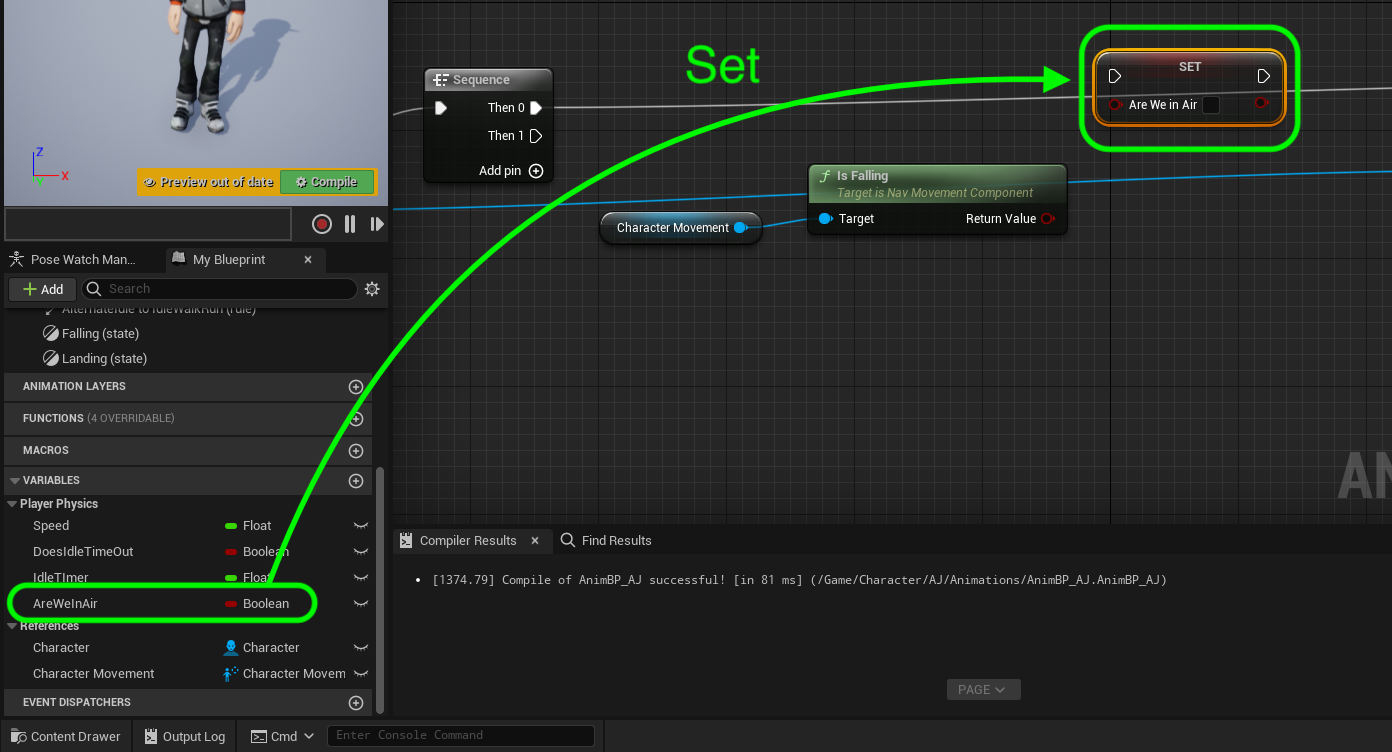 Set
Sequence
Then 0
Then 1
Add pin
SET
Are We in Air
Is Falling
Target is Nav Movement Component
Target
Return Value
Character Movement
Z
X
Y
Preview out of date
Compile
Pose Watch Man...
My Blueprint
Add
Search
AlternateIdle to IdleWalkRun (rule)
Falling (state)
Landing (state)
ANIMATION LAYERS
FUNCTIONS (4 OVERRIDABLE)
MACROS
VARIABLES
Player Physics
Speed Float
DoesIdleTimeOut Boolean
IdleTImer Float
AreWeInAir Boolean
References
Character Character
Character Movement Character Movem
EVENT DISPATCHERS
AN
Compiler Results
Find Results
[1374.79] Compile of AnimBP_AJ successful! [in 81 ms] (/Game/Character/AJ/Animations/AnimBP_AJ.AnimBP_AJ)
PAGE
Content Drawer
Output Log
Cmd
Enter Console Command